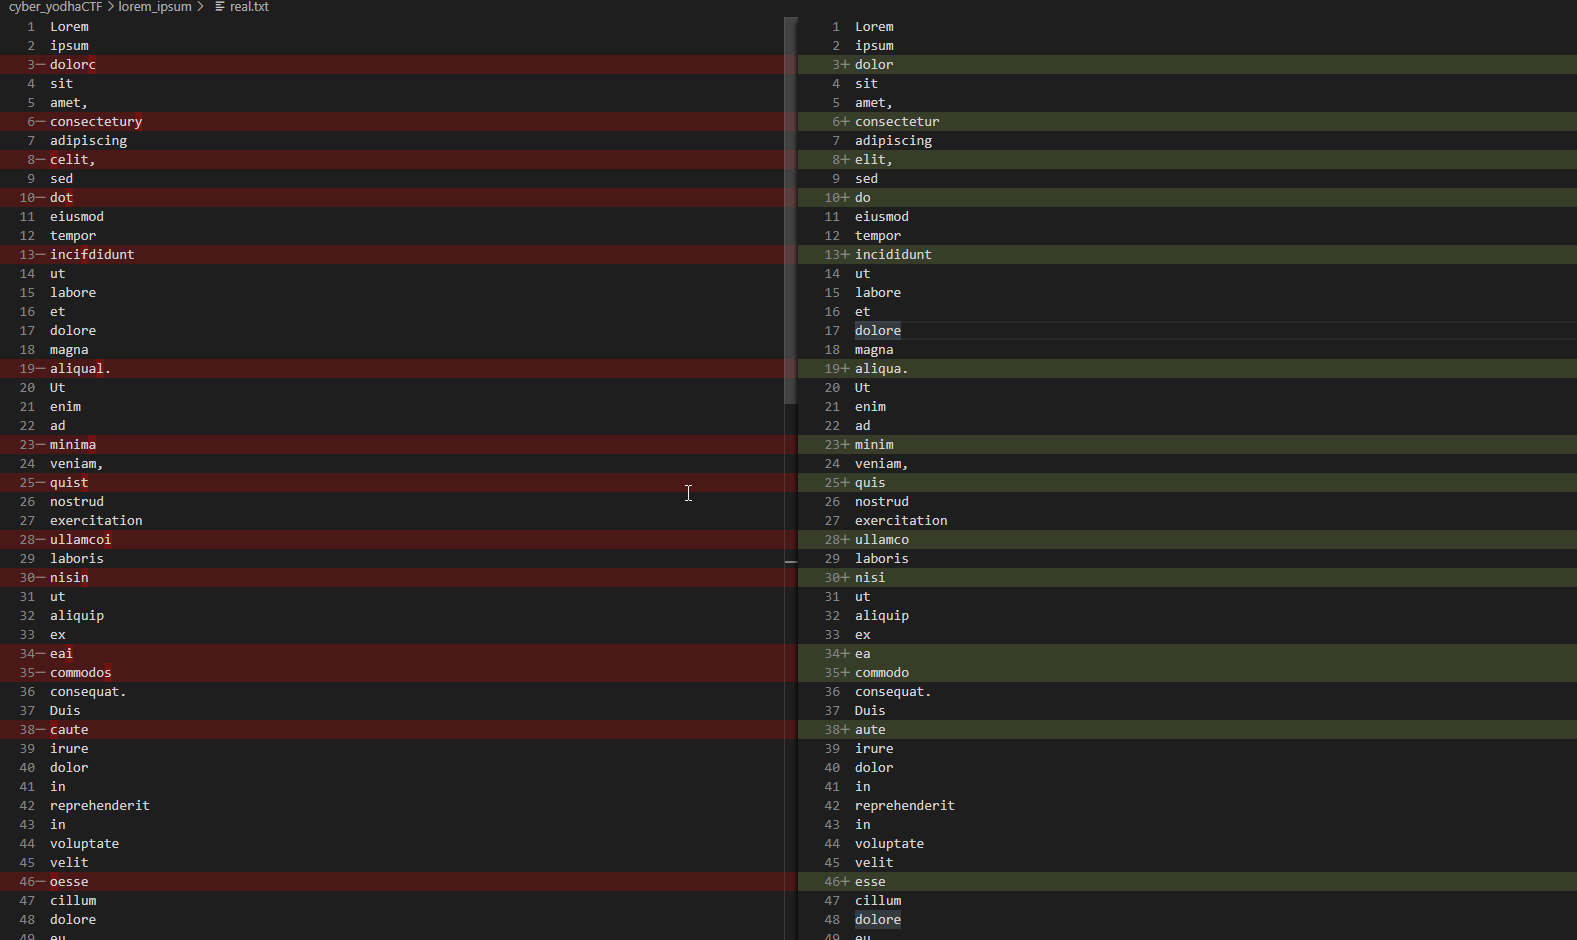 cyber_yodhaCTF > lorem_ipsum > real.txt
1 Lorem
2 ipsum
3— dolorc
4 sit
5 amet,
6— consectetury
7 adipiscing
8— celit,
9 sed
10— dot
11 eiusmod
12 tempor
13— incifdidunt
14 ut
15 labore
16 et
17 dolore
18 magna
19— aliqual.
20 Ut
21 enim
22 ad
23— minima
24 veniam,
25— quist
26 nostrud
27 exercitation
28— ullamcoi
29 laboris
30— nisin
31 ut
32 aliquip
33 ex
34— eai
35— commodos
36 consequat.
37 Duis
38— caute
39 irure
40 dolor
41 in
42 reprehenderit
43 in
44 voluptate
45 velit
46— oesse
47 cillum
48 dolore
49 eu
1 Lorem
2 ipsum
3+ dolor
4 sit
5 amet,
6+ consectetur
7 adipiscing
8+ elit,
9 sed
10+ do
11 eiusmod
12 tempor
13+ incididunt
14 ut
15 labore
16 et
17 dolore
18 magna
19+ aliqua.
20 Ut
21 enim
22 ad
23+ minim
24 veniam,
25+ quis
26 nostrud
27 exercitation
28+ ullamco
29 laboris
30+ nisi
31 ut
32 aliquip
33 ex
34+ ea
35+ commodo
36 consequat.
37 Duis
38+ aute
39 irure
40 dolor
41 in
42 reprehenderit
43 in
44 voluptate
45 velit
46+ esse
47 cillum
48 dolore
49 eu